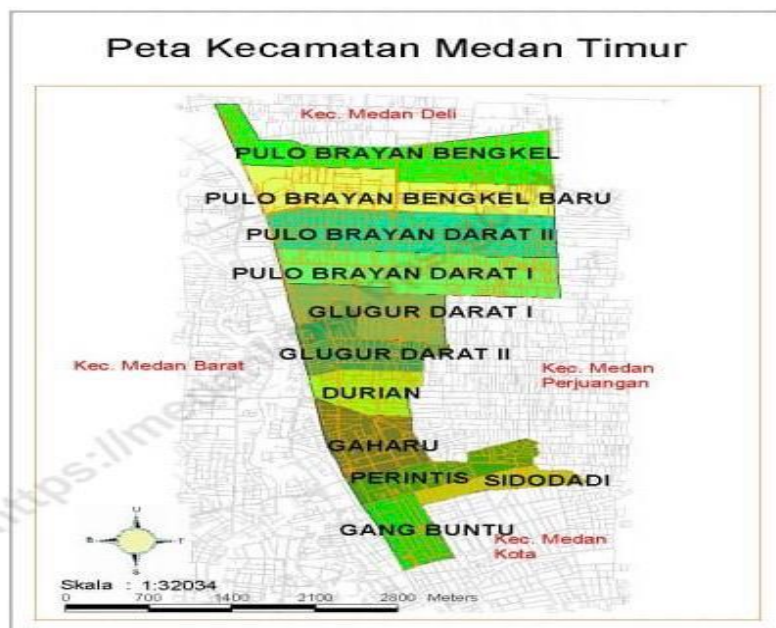 Peta Kecamatan Medan Timur
Kec. Medan Deli
PULO BRAYAN BENGKEL
PULO BRAYAN BENGKEL BARU
PULO BRAYAN DARAT II
PULO BRAYAN DARAT I
GLUGUR DARAT I
GLUGUR DARAT II
Kec. Medan Barat
Kec. Medan
Perjuangan
DURIAN
GAHARU
PERINTIS
SIDODADI
GANG BUNTU
Kec. Medan
Kota
U
B
T
S
Skala : 1:32034
0 700 1400 2100 2800 Meters